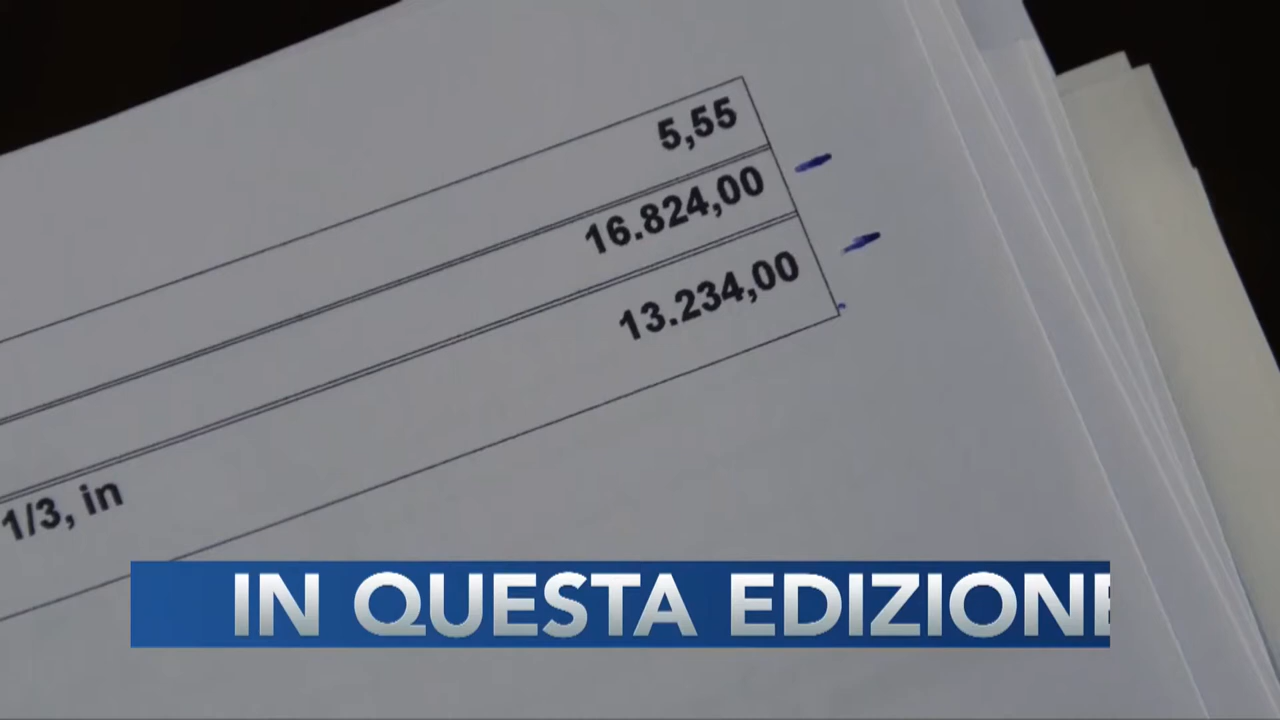 5,55
16.824,00
13.234,00
1/3, in
IN QUESTA EDIZIONE